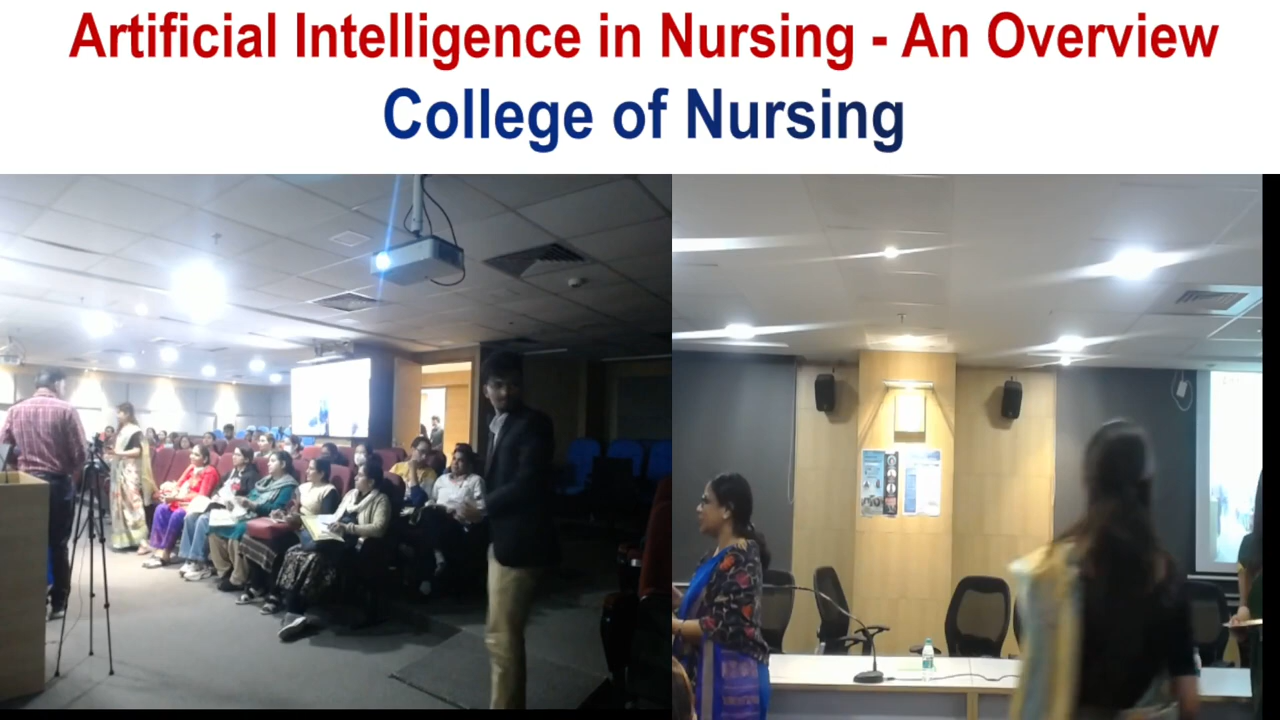 Artificial Intelligence in Nursing - An Overview
College of Nursing